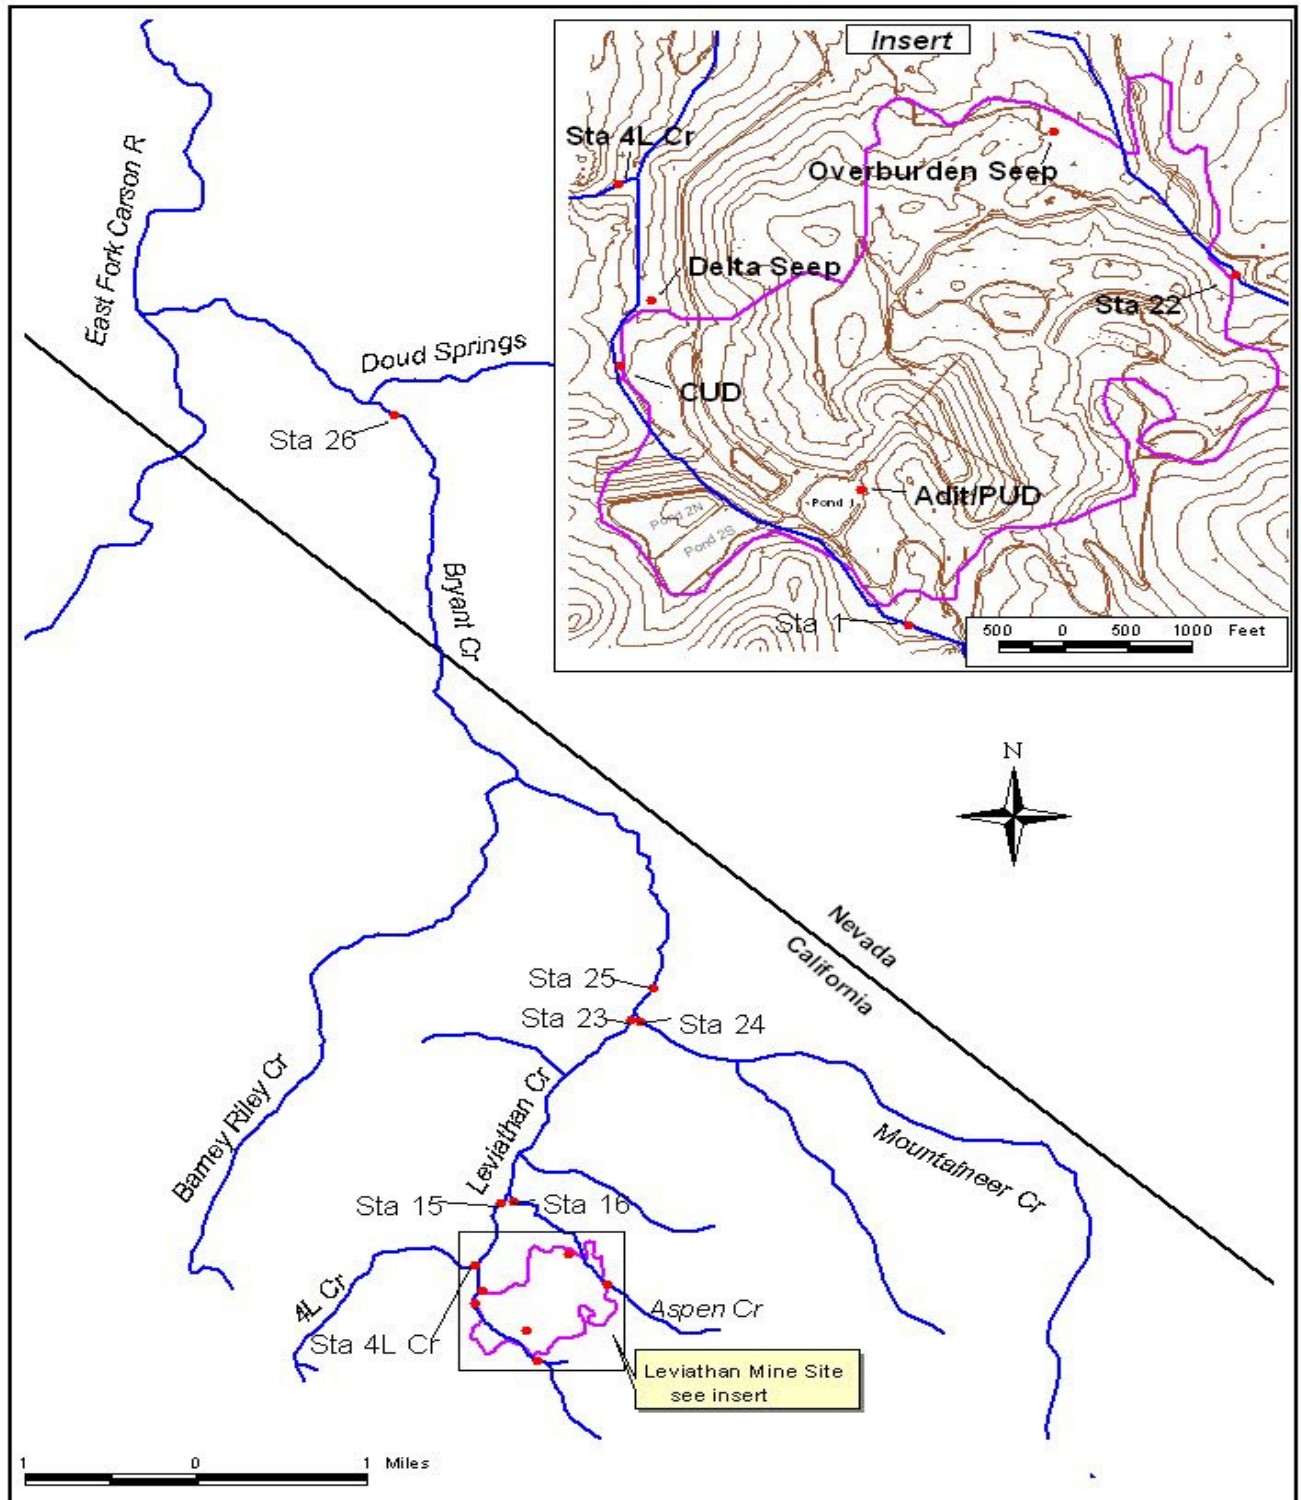 Insert
Sta 4L Cr
Overburden Seep
Delta Seep
Sta 22
CUD
Adit/PUD
Pond 1
Pond 2N
Pond 2S
Sta 1
500 0 500 1000 Feet
East Fork Carson R
Doud Springs
Sta 26
Bryant Cr
N
Nevada
California
Sta 25
Sta 23
Sta 24
Leviathan Cr
Barney Riley Cr
Mountaineer Cr
Sta 15
Sta 16
4L Cr
Aspen Cr
Sta 4L Cr
Leviathan Mine Site
see insert
1 0 1 Miles